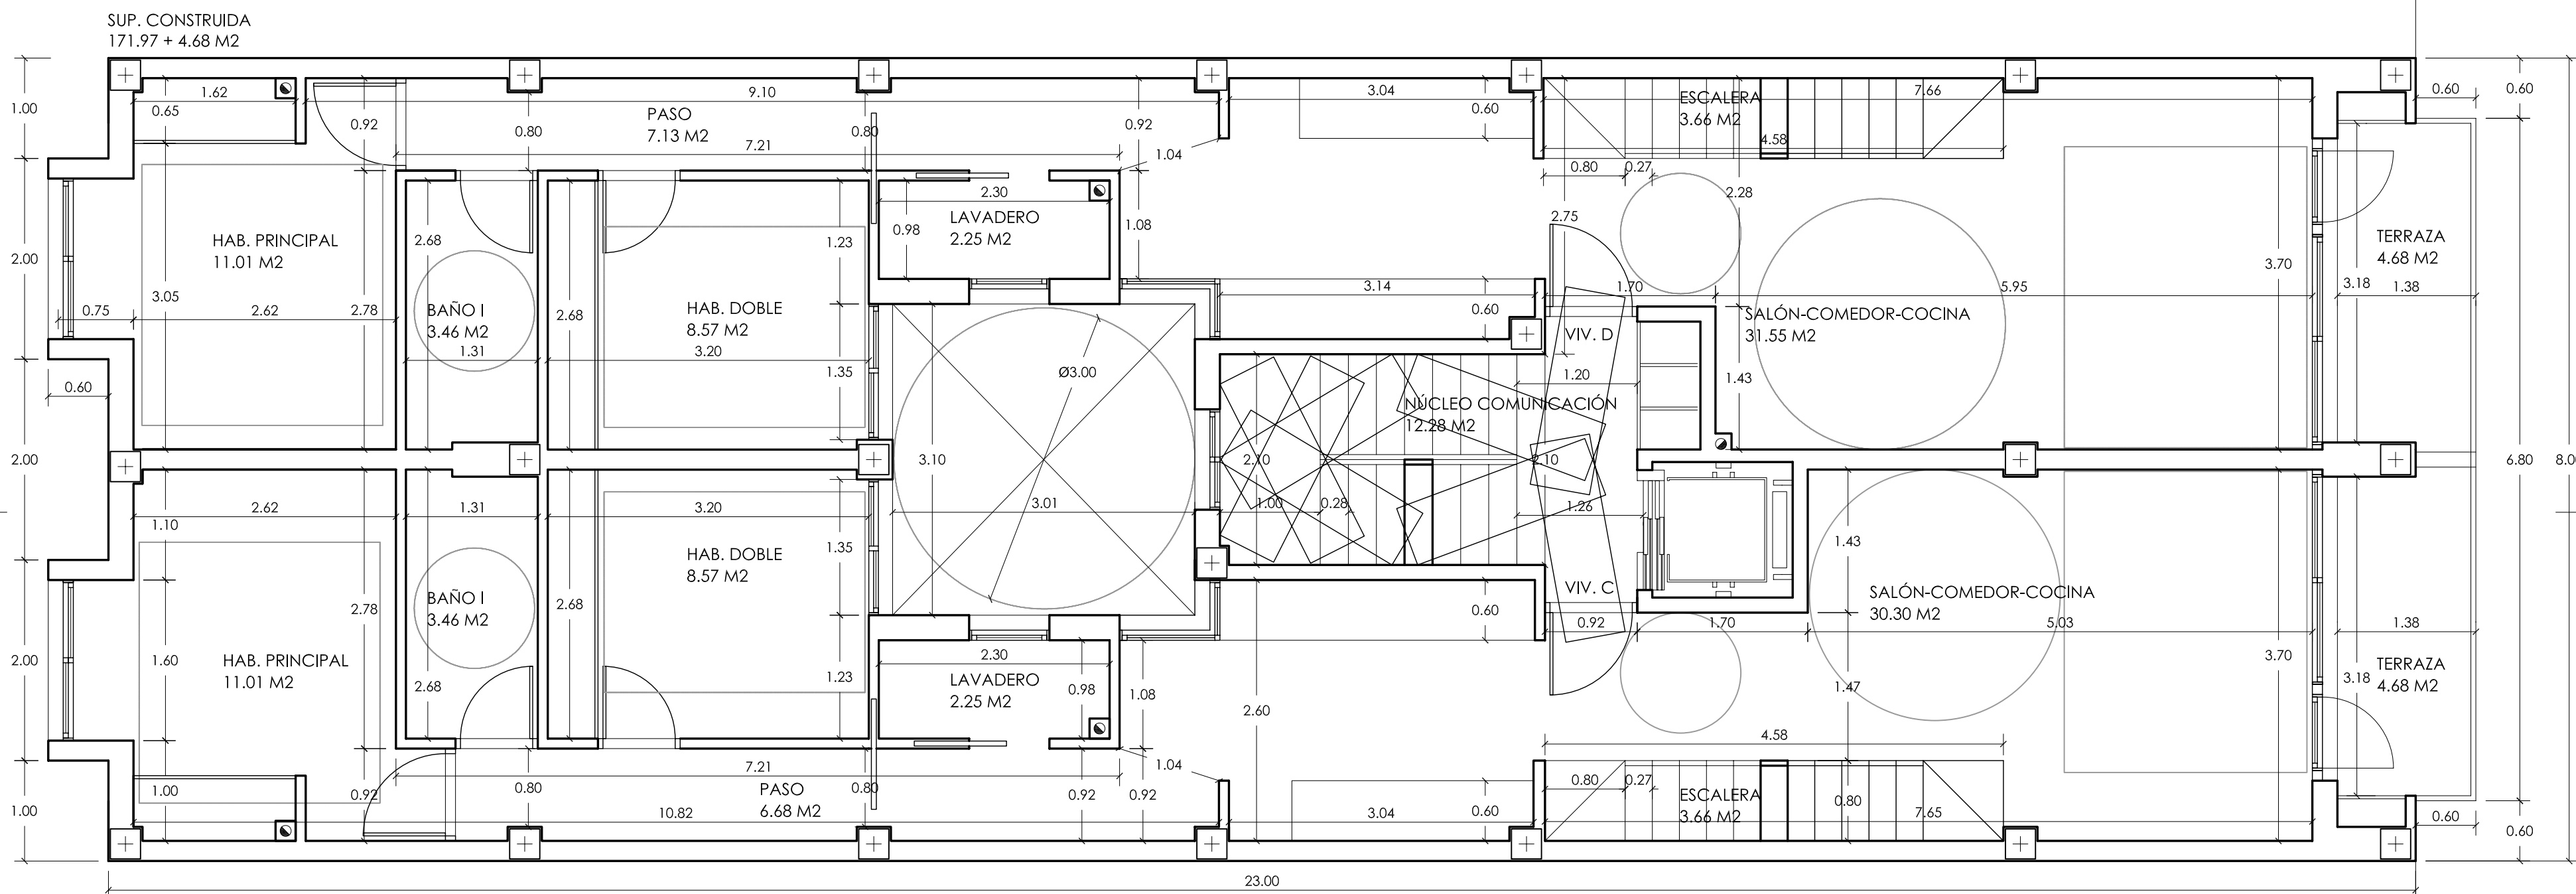 SUP. CONSTRUIDA
171.97 + 4.68 M2
1.00
2.00
2.00
2.00
1.00
1.62
0.65
0.92
9.10
PASO
7.13 M2
0.80
0.80
7.21
0.92
1.04
3.04
0.60
ESCALERA
3.66 M2
7.66
4.58
0.80
0.27
2.28
0.60
0.60
HAB. PRINCIPAL
11.01 M2
3.05
0.75
2.62
2.78
0.60
2.68
BAÑO I
3.46 M2
1.31
2.68
HAB. DOBLE
8.57 M2
3.20
1.23
1.35
2.30
0.98
LAVADERO
2.25 M2
1.08
3.14
0.60
2.75
1.70
5.95
VIV. D
1.20
1.43
SALÓN-COMEDOR-COCINA
31.55 M2
3.70
TERRAZA
4.68 M2
3.18
1.38
Ø3.00
3.10
3.01
NÚCLEO COMUNICACIÓN
12.28 M2
2.10
2.10
1.00
0.28
1.26
6.80
8.0
2.62
1.10
1.31
3.20
1.35
HAB. DOBLE
8.57 M2
2.68
2.78
BAÑO I
3.46 M2
2.68
HAB. PRINCIPAL
11.01 M2
1.60
1.23
2.30
LAVADERO
2.25 M2
0.98
1.08
2.60
0.60
VIV. C
0.92
1.70
5.03
1.43
SALÓN-COMEDOR-COCINA
30.30 M2
1.47
3.70
1.38
TERRAZA
4.68 M2
3.18
1.00
0.92
7.21
0.80
PASO
6.68 M2
0.80
10.82
1.04
0.92
0.92
3.04
0.60
4.58
0.80
0.27
ESCALERA
3.66 M2
0.80
7.65
0.60
0.60
23.00